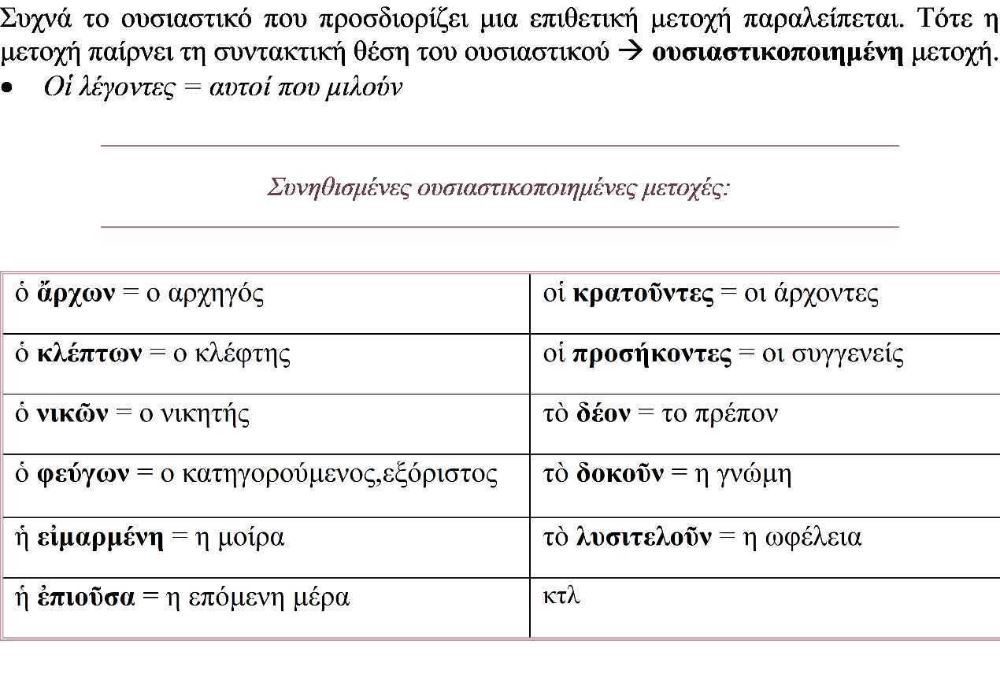 Συχνά το ουσιαστικό που προσδιορίζει μια επιθετική μετοχή παραλείπεται. Τότε η
μετοχή παίρνει τη συντακτική θέση του ουσιαστικού → ουσιαστικοποιημένη μετοχή.
• Οἱ λέγοντες = αυτοί που μιλούν
Συνηθισμένες ουσιαστικοποιημένες μετοχές:
ὁ ἄρχων = ο αρχηγός
οἱ κρατοῦντες = οι άρχοντες
ὁ κλέπτων = ο κλέφτης
οἱ προσήκοντες = οι συγγενείς
ὁ νικῶν = ο νικητής
τὸ δέον = το πρέπον
ὁ φεύγων = ο κατηγορούμενος,εξόριστος
τὸ δοκοῦν = η γνώμη
ἡ εἱμαρμένη = η μοίρα
τὸ λυσιτελοῦν = η ωφέλεια
ἡ ἐπιοῦσα = η επόμενη μέρα
κτλ